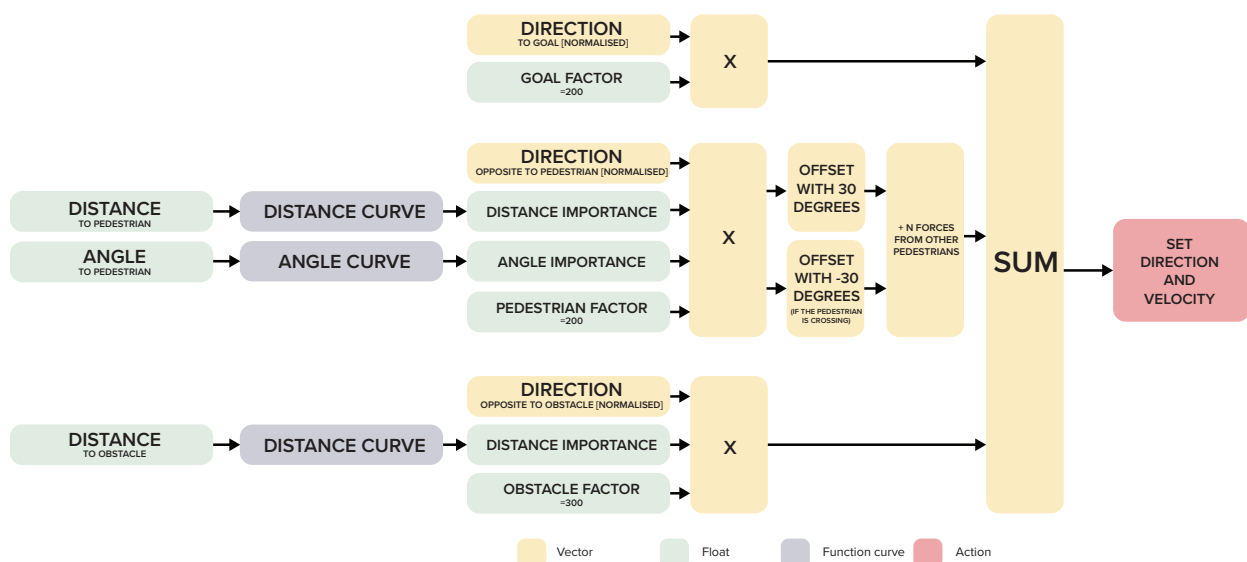 DIRECTION
TO GOAL [NORMALISED]
GOAL FACTOR
=200
X
DIRECTION
OPPOSITE TO PEDESTRIAN [NORMALISED]
DISTANCE
TO PEDESTRIAN
DISTANCE CURVE
DISTANCE IMPORTANCE
ANGLE
TO PEDESTRIAN
ANGLE CURVE
ANGLE IMPORTANCE
PEDESTRIAN FACTOR
=200
X
OFFSET
WITH 30
DEGREES
OFFSET
WITH -30
DEGREES
(IF THE PEDESTRIAN
IS CROSSING)
+ N FORCES
FROM OTHER
PEDESTRIANS
SUM
SET
DIRECTION
AND
VELOCITY
DIRECTION
OPPOSITE TO OBSTACLE [NORMALISED]
DISTANCE
TO OBSTACLE
DISTANCE CURVE
DISTANCE IMPORTANCE
OBSTACLE FACTOR
=300
X
Vector
Float
Function curve
Action